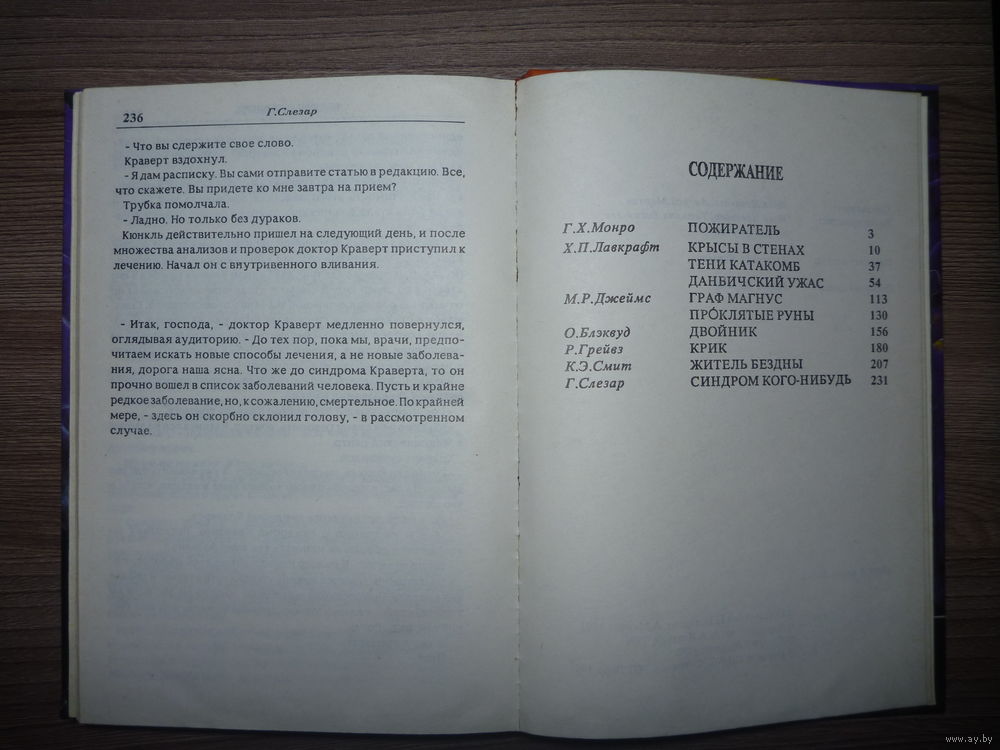 236
Г.Слезар
- Что вы сдержите свое слово.
Краверт вздохнул.
- Я дам расписку. Вы сами отправите статью в редакцию. Все,
что скажете. Вы придете ко мне завтра на прием?
Трубка помолчала.
- Ладно. Но только без дураков.
Кюнкль действительно пришел на следующий день, и после
множества анализов и проверок доктор Краверт приступил к
лечению. Начал он с внутривенного вливания.
- Итак, господа, - доктор Краверт медленно повернулся,
оглядывая аудиторию. - До тех пор, пока мы, врачи, предпо-
читаем искать новые способы лечения, а не новые заболева-
ния, дорога наша ясна. Что же до синдрома Краверта, то он
прочно вошел в список заболеваний человека. Пусть и крайне
редкое заболевание, но, к сожалению, смертельное. По крайней
мере, - здесь он скорбно склонил голову, - в рассмотренном
случае.
СОДЕРЖАНИЕ
Г.Х.Монро ПОЖИРАТЕЛЬ 3
Х.П.Лавкрафт КРЫСЫ В СТЕНАХ 10
ТЕНИ КАТАКОМБ 37
ДАНВИЧСКИЙ УЖАС 54
М.Р.Джеймс ГРАФ МАГНУС 113
ПРОКЛЯТЫЕ РУНЫ 130
О.Блэквуд ДВОЙНИК 156
Р.Грейвз КРИК 180
К.Э.Смит ЖИТЕЛЬ БЕЗДНЫ 207
Г.Слезар СИНДРОМ КОГО-НИБУДЬ 231
www.ay.by